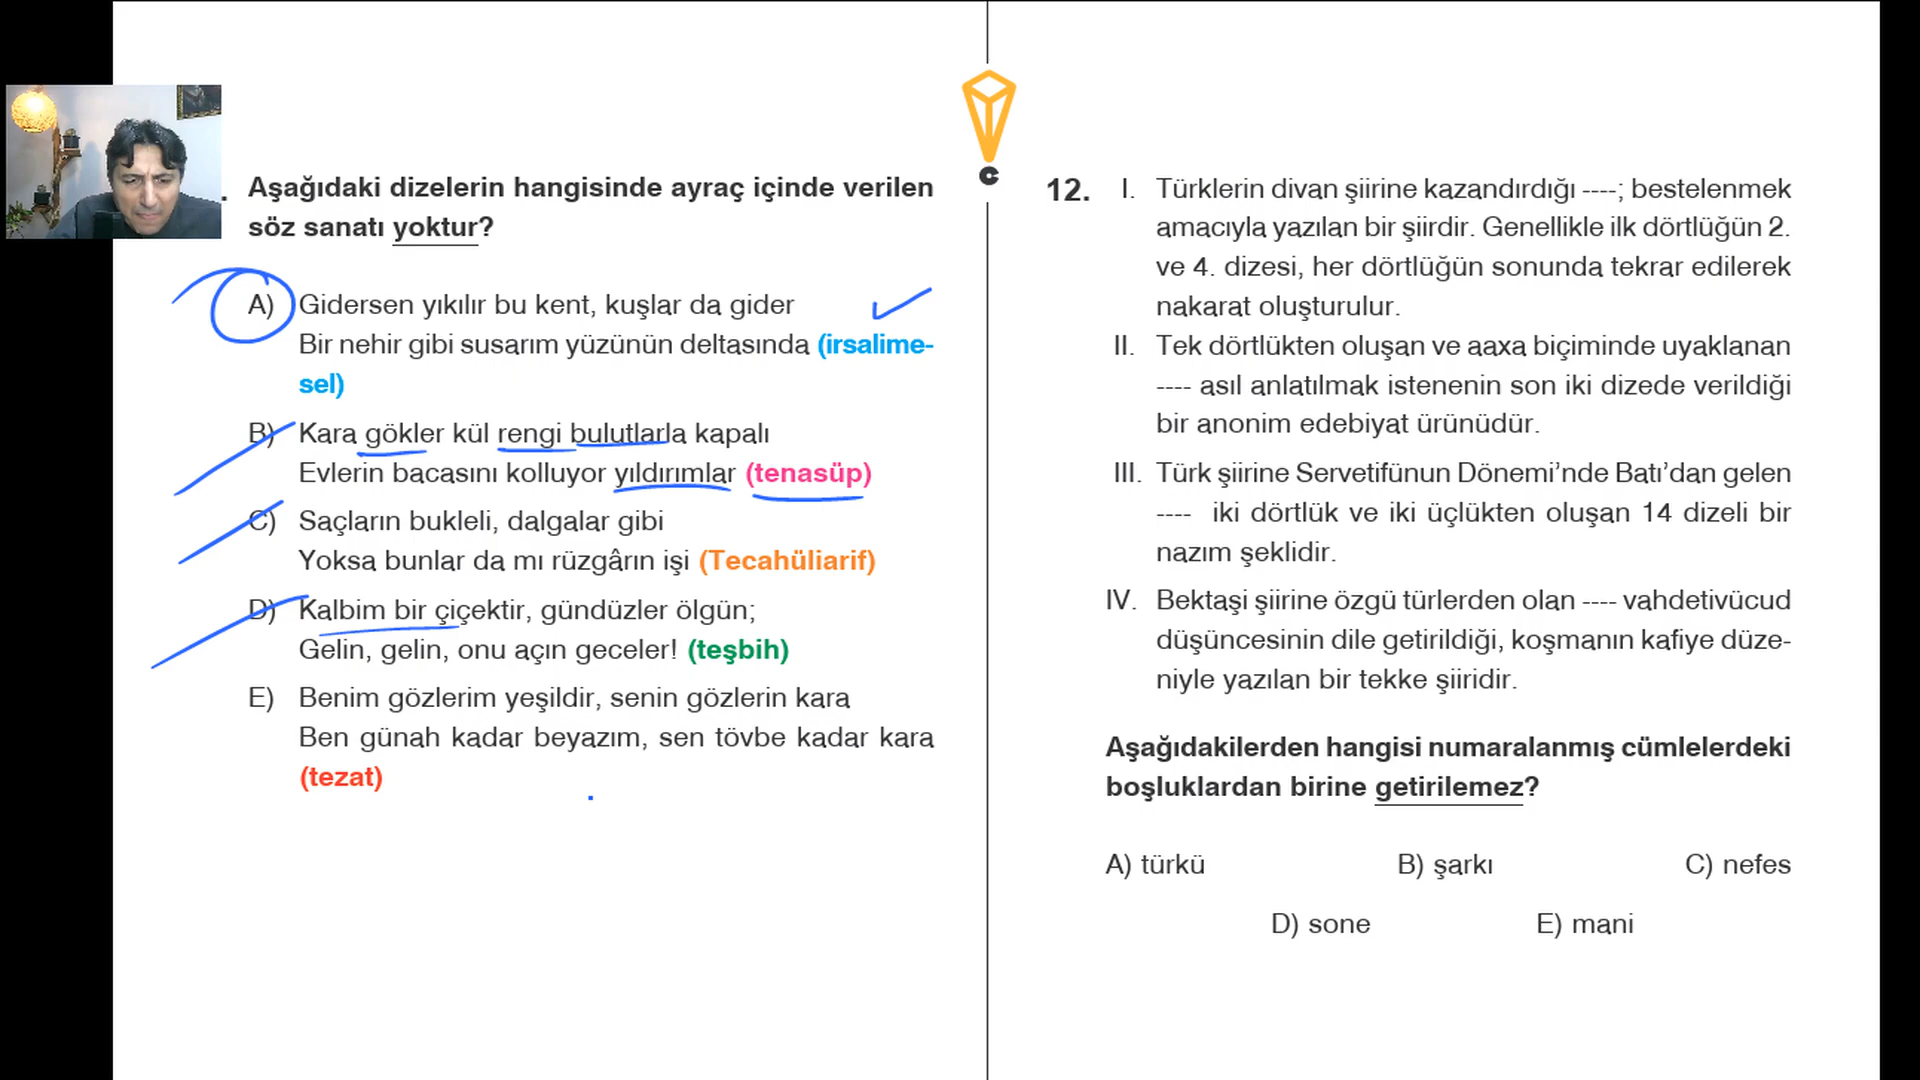 . Aşağıdaki dizelerin hangisinde ayraç içinde verilen
söz sanatı yoktur?
A) Gidersen yıkılır bu kent, kuşlar da gider
Bir nehir gibi susarım yüzünün deltasında (irsalime-
sel)
B) Kara gökler kül rengi bulutlarla kapalı
Evlerin bacasını kolluyor yıldırımlar (tenasüp)
C) Saçların bukleli, dalgalar gibi
Yoksa bunlar da mı rüzgârın işi (Tecahüliarif)
D) Kalbim bir çiçektir, gündüzler ölgün;
Gelin, gelin, onu açın geceler! (teşbih)
E) Benim gözlerim yeşildir, senin gözlerin kara
Ben günah kadar beyazım, sen tövbe kadar kara
(tezat)
C
12. I. Türklerin divan şiirine kazandırdığı ----; bestelenmek
amacıyla yazılan bir şiirdir. Genellikle ilk dörtlüğün 2.
ve 4. dizesi, her dörtlüğün sonunda tekrar edilerek
nakarat oluşturulur.
II. Tek dörtlükten oluşan ve aaxa biçiminde uyaklanan
---- asıl anlatılmak istenenin son iki dizede verildiği
bir anonim edebiyat ürünüdür.
III. Türk şiirine Servetifünun Dönemi’nde Batı’dan gelen
---- iki dörtlük ve iki üçlükten oluşan 14 dizeli bir
nazım şeklidir.
IV. Bektaşi şiirine özgü türlerden olan ---- vahdetivücud
düşüncesinin dile getirildiği, koşmanın kafiye düze-
niyle yazılan bir tekke şiiridir.
Aşağıdakilerden hangisi numaralanmış cümlelerdeki
boşluklardan birine getirilemez?
A) türkü B) şarkı C) nefes
D) sone E) mani